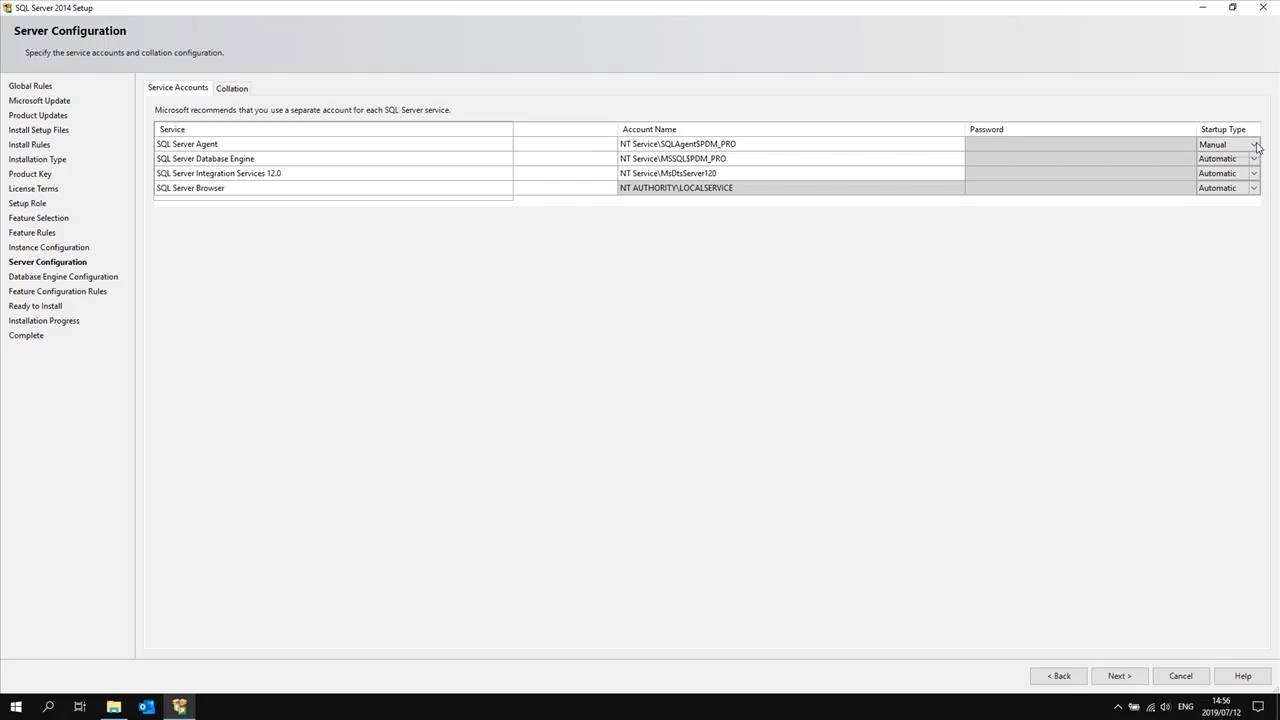 SQL Server 2014 Setup
Server Configuration
Specify the service accounts and collation configuration.
Global Rules
Microsoft Update
Product Updates
Install Setup Files
Install Rules
Installation Type
Product Key
License Terms
Setup Role
Feature Selection
Feature Rules
Instance Configuration
Server Configuration
Database Engine Configuration
Feature Configuration Rules
Ready to Install
Installation Progress
Complete
Service Accounts Collation
Microsoft recommends that you use a separate account for each SQL Server service.
Service Account Name Password Startup Type
SQL Server Agent NT Service\SQLAgent$PDM_PRO Manual
SQL Server Database Engine NT Service\MSSQL$PDM_PRO Automatic
SQL Server Integration Services 12.0 NT Service\MsDtsServer120 Automatic
SQL Server Browser NT AUTHORITY\LOCALSERVICE Automatic
< Back Next > Cancel Help
ENG 14:56
2019/07/12